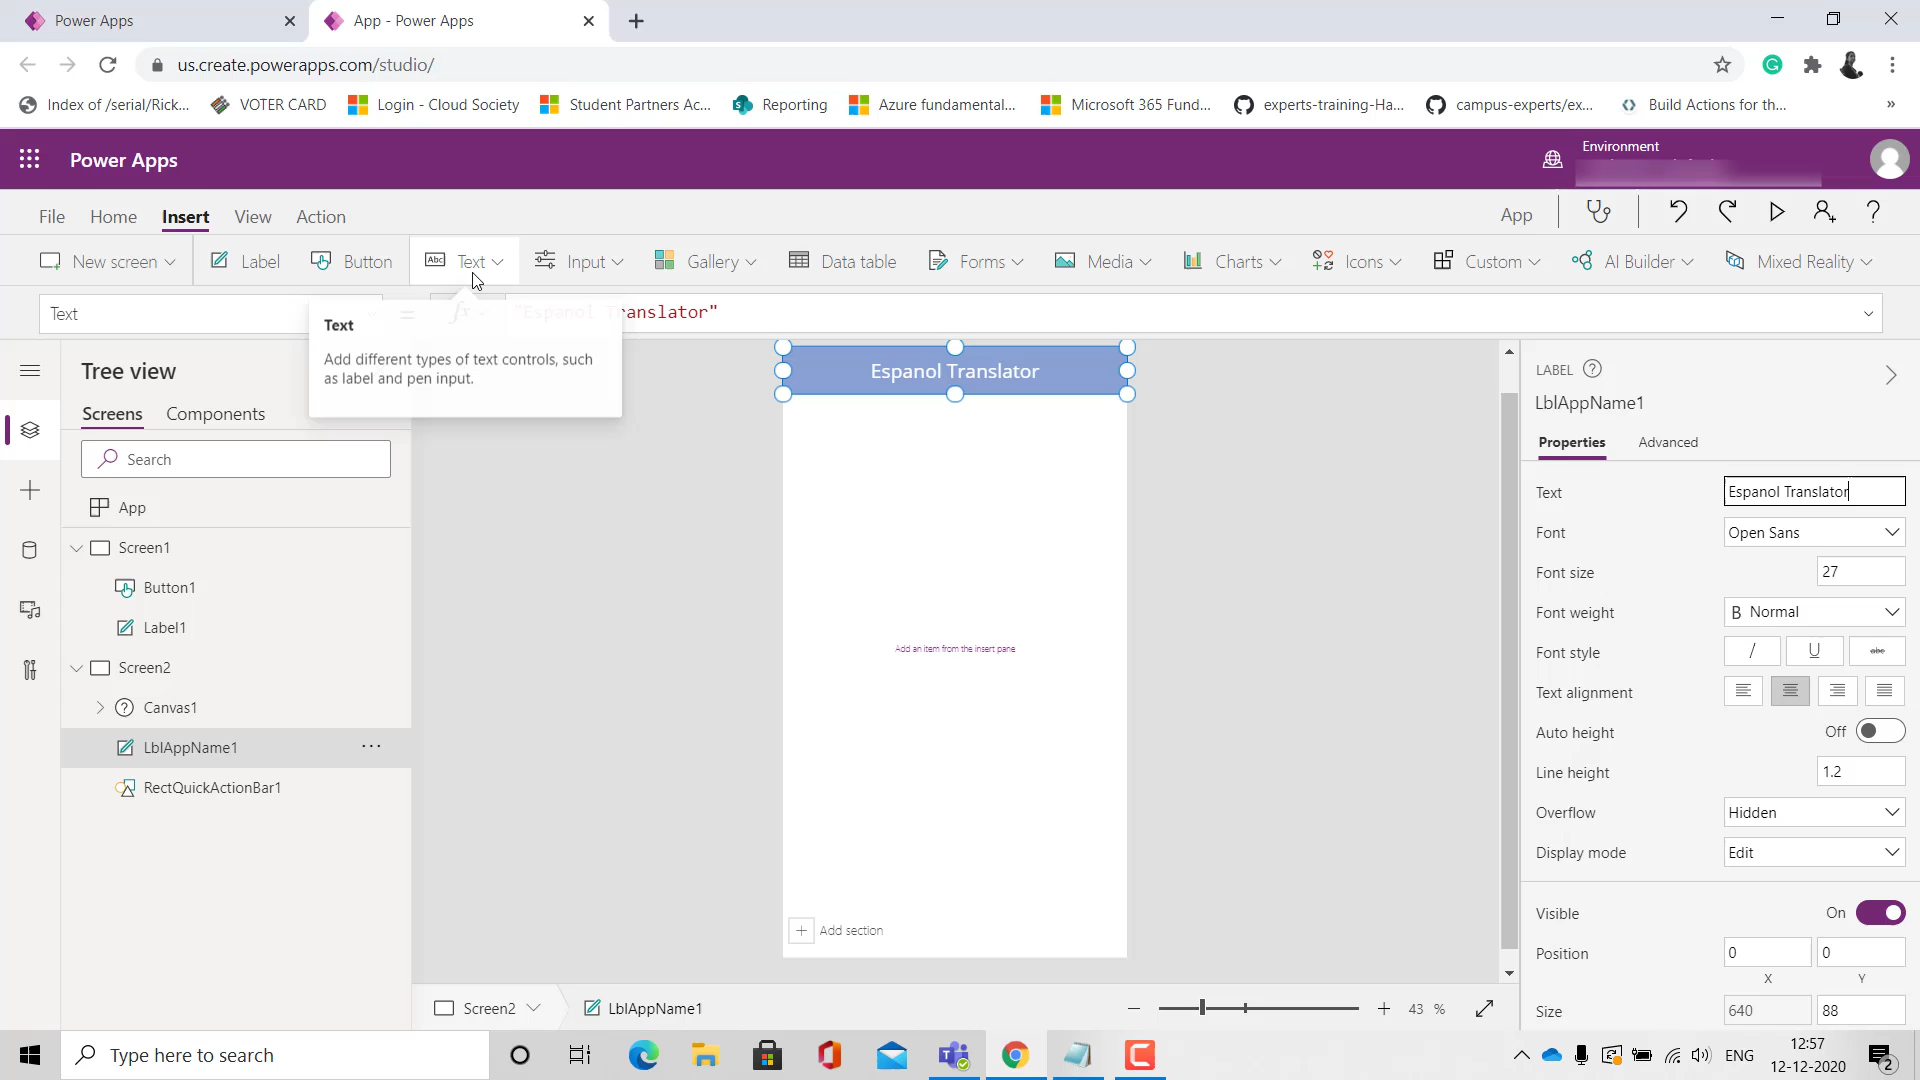 Power Apps
App - Power Apps
us.create.powerapps.com/studio/
Index of /serial/Rick...
VOTER CARD
Login - Cloud Society
Student Partners Ac...
Reporting
Azure fundamental...
Microsoft 365 Fund...
experts-training-Ha...
campus-experts/ex...
Build Actions for th...
»
Power Apps
Environment
File Home Insert View Action
App
New screen
Label
Button
Abc Text
Input
Gallery
Data table
Forms
Media
Charts
Icons
Custom
AI Builder
Mixed Reality
Text = fx "Espanol Translator"
Text
Add different types of text controls, such
as label and pen input.
Tree view
Screens Components
Search
App
Screen1
Button1
Label1
Screen2
Canvas1
LblAppName1 ...
RectQuickActionBar1
Espanol Translator
Add an item from the insert pane
Add section
Screen2 LblAppName1
43 %
LABEL
LblAppName1
Properties Advanced
Text Espanol Translator
Font Open Sans
Font size 27
Font weight B Normal
Font style / U abc
Text alignment
Auto height Off
Line height 1.2
Overflow Hidden
Display mode Edit
Visible On
Position 0 0
X Y
Size 640 88
Type here to search
ENG
12:57
12-12-2020
2